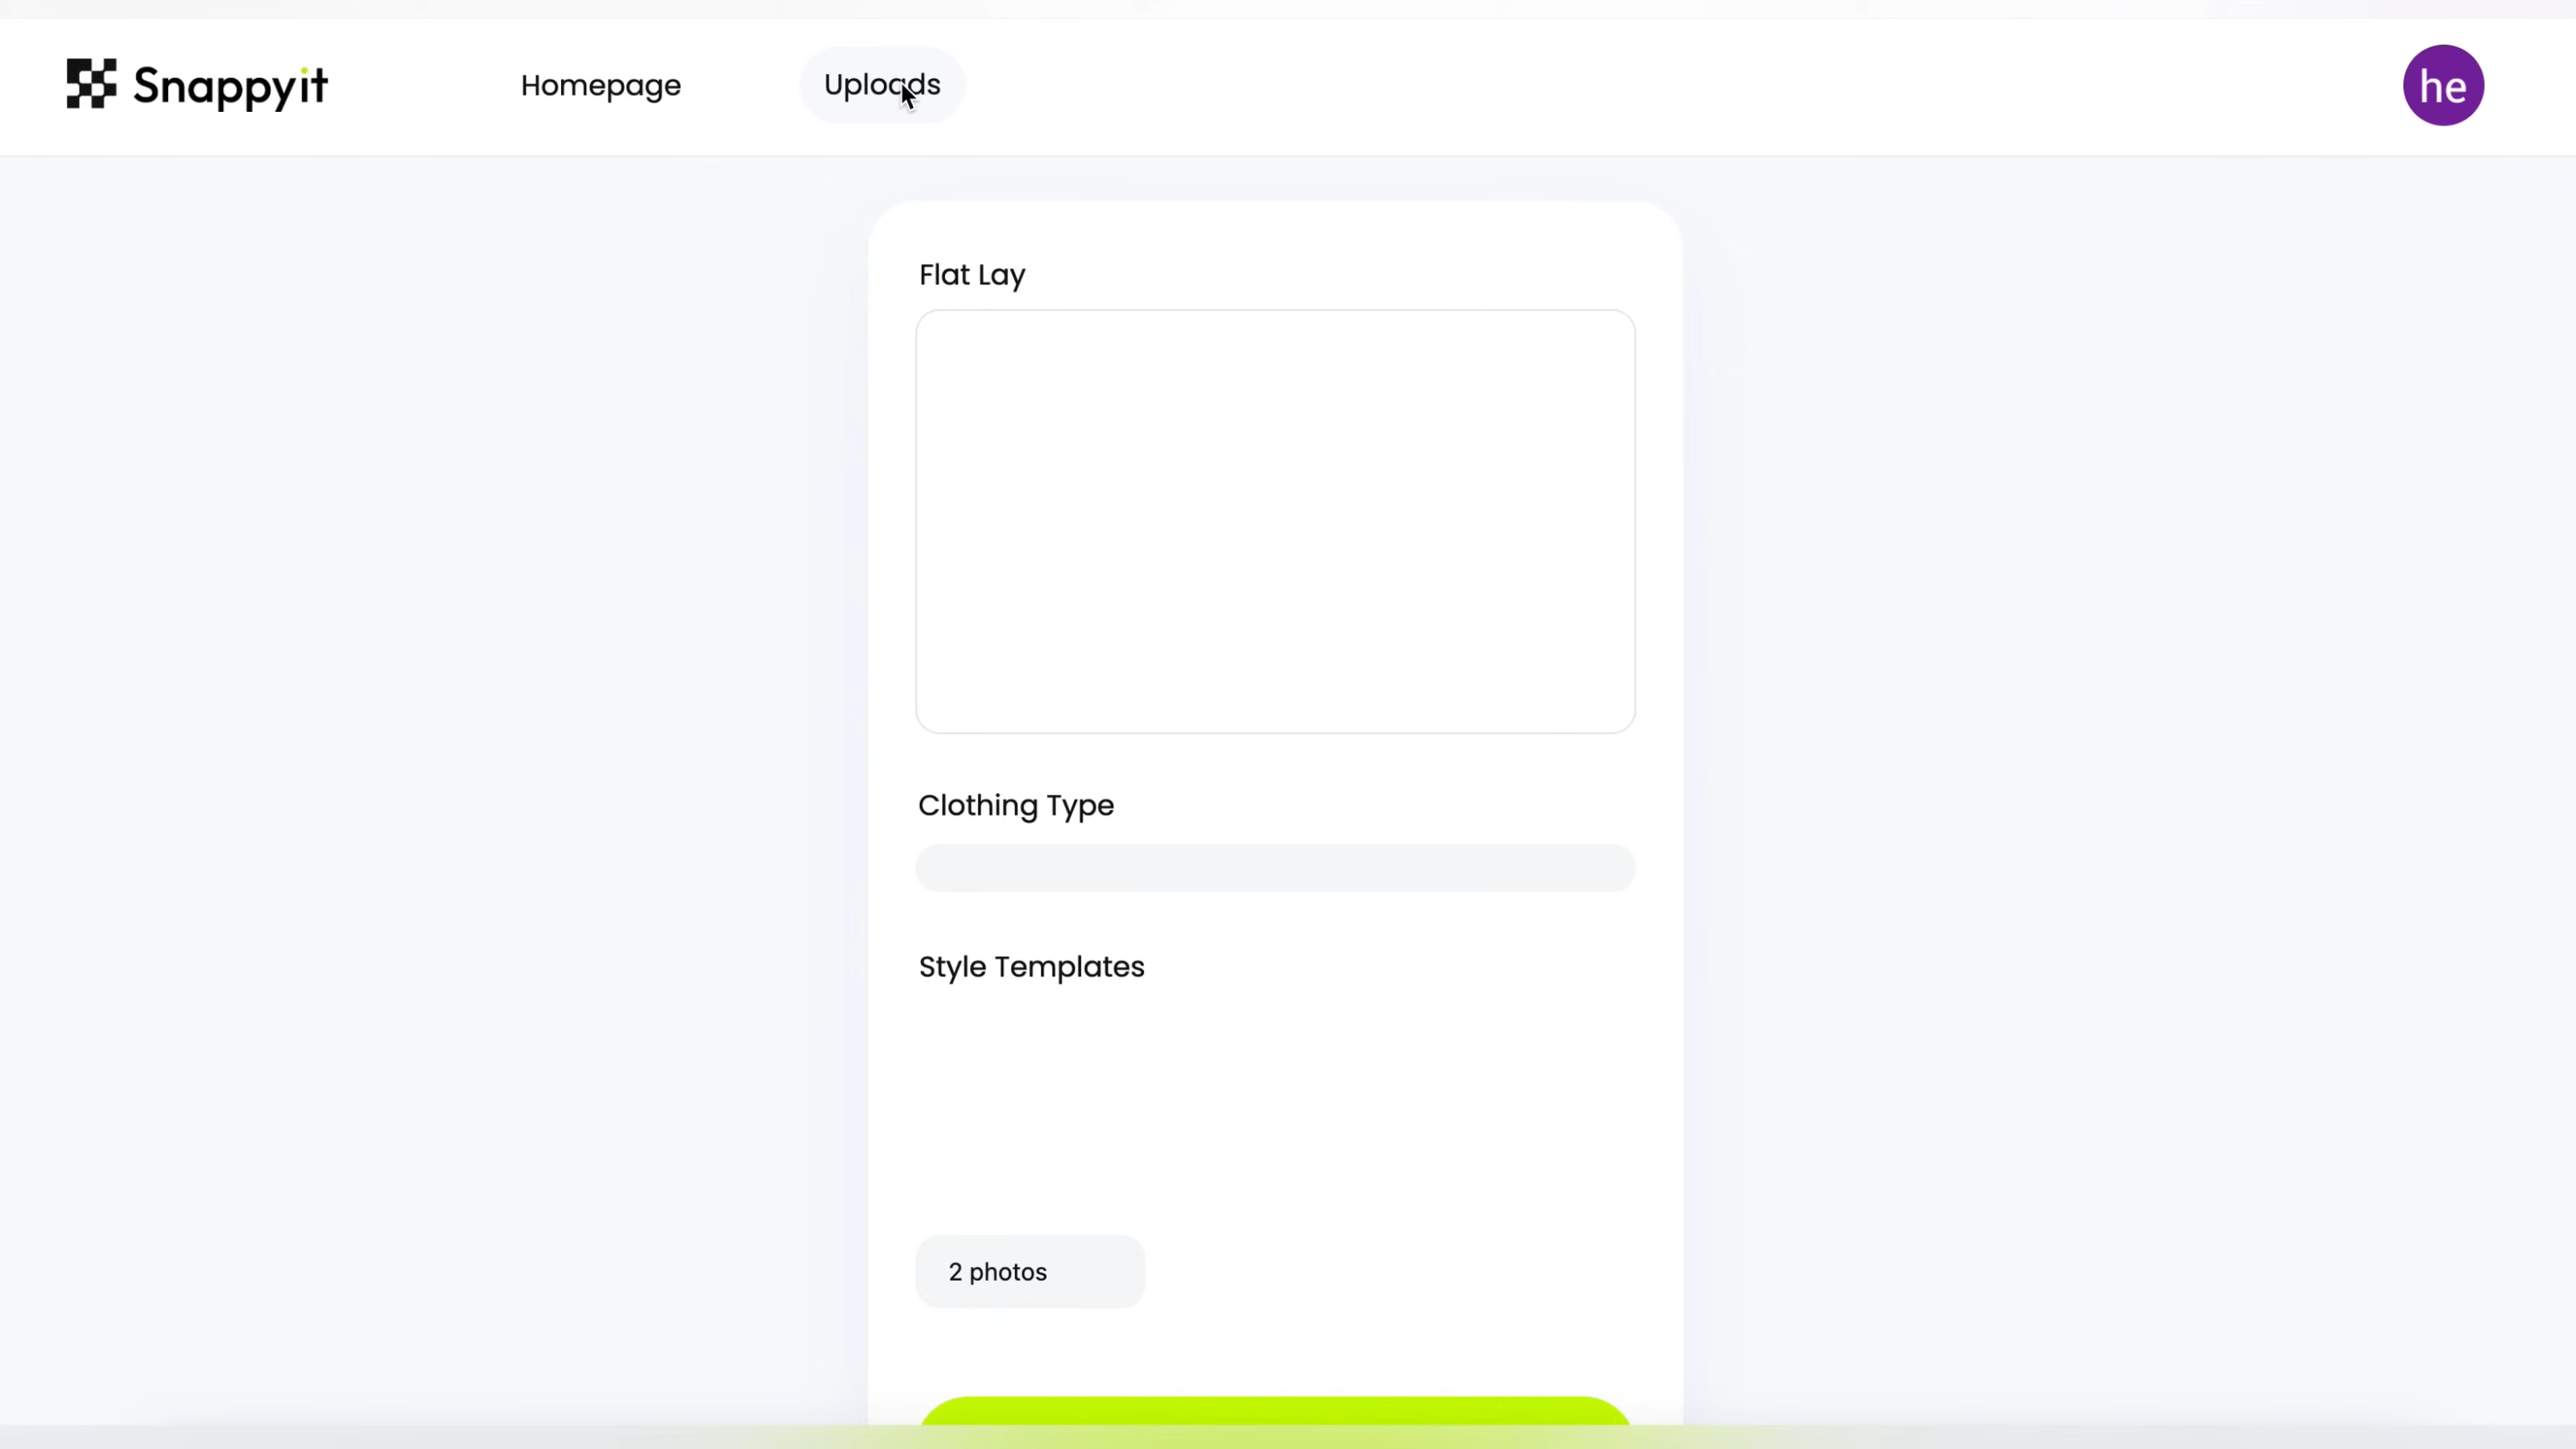 Snappyit
Homepage
Uploads
he
Flat Lay
Clothing Type
Style Templates
2 photos